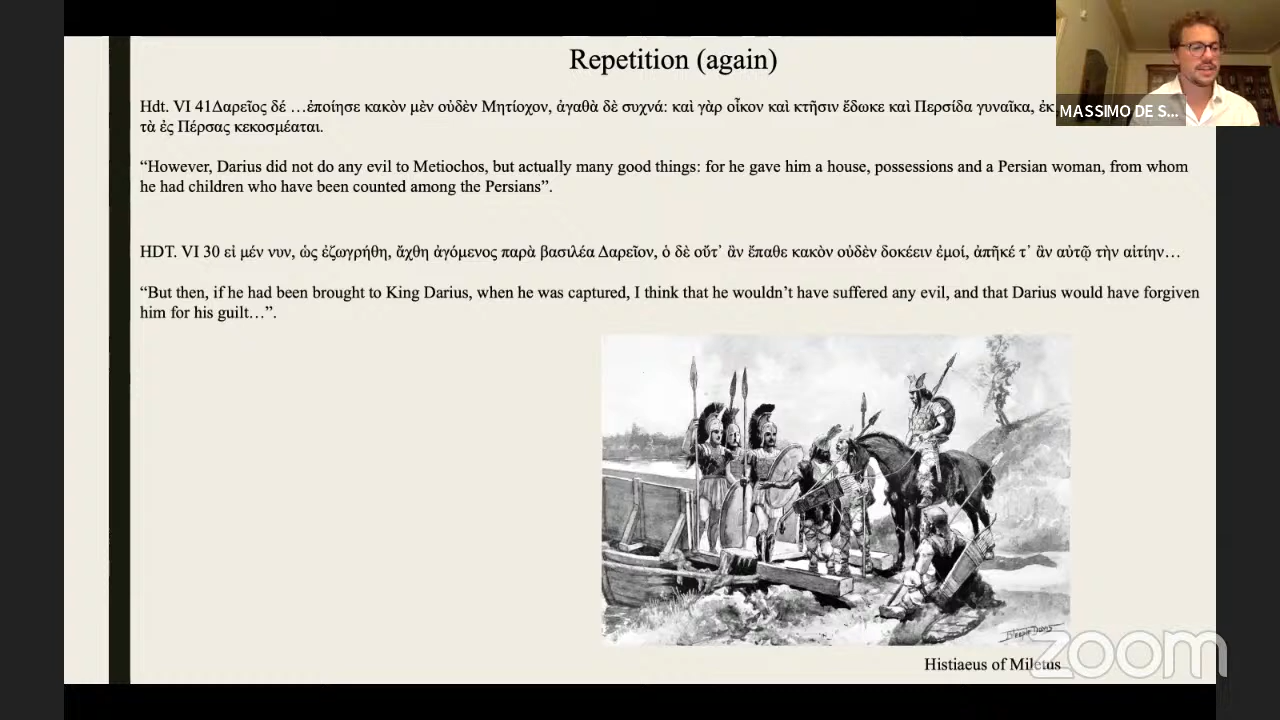 Repetition (again)
Hdt. VI 41Δαρεῖος δέ …ἐποίησε κακὸν μὲν οὐδὲν Μητίοχον, ἀγαθὰ δὲ συχνά: καὶ γὰρ οἶκον καὶ κτῆσιν ἔδωκε καὶ Περσίδα γυναῖκα, ἐκ
τὰ ἐς Πέρσας κεκοσμέαται.
“However, Darius did not do any evil to Metiochos, but actually many good things: for he gave him a house, possessions and a Persian woman, from whom
he had children who have been counted among the Persians”.
HDT. VI 30 εἰ μέν νυν, ὡς ἐζωγρήθη, ἄχθη ἀγόμενος παρὰ βασιλέα Δαρεῖον, ὁ δὲ οὔτ᾽ ἂν ἔπαθε κακὸν οὐδὲν δοκέειν ἐμοί, ἀπῆκέ τ᾽ ἂν αὐτῷ τὴν αἰτίην…
“But then, if he had been brought to King Darius, when he was captured, I think that he wouldn’t have suffered any evil, and that Darius would have forgiven
him for his guilt…”.
Histiaeus of Miletus
MASSIMO DE S...
zoom